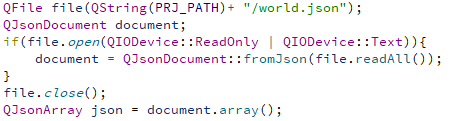 QFile file(QString(PRJ_PATH)+ "/world.json");
QJsonDocument document;
if(file.open(QIODevice::ReadOnly | QIODevice::Text)){
    document = QJsonDocument::fromJson(file.readAll());
}
file.close();
QJsonArray json = document.array();